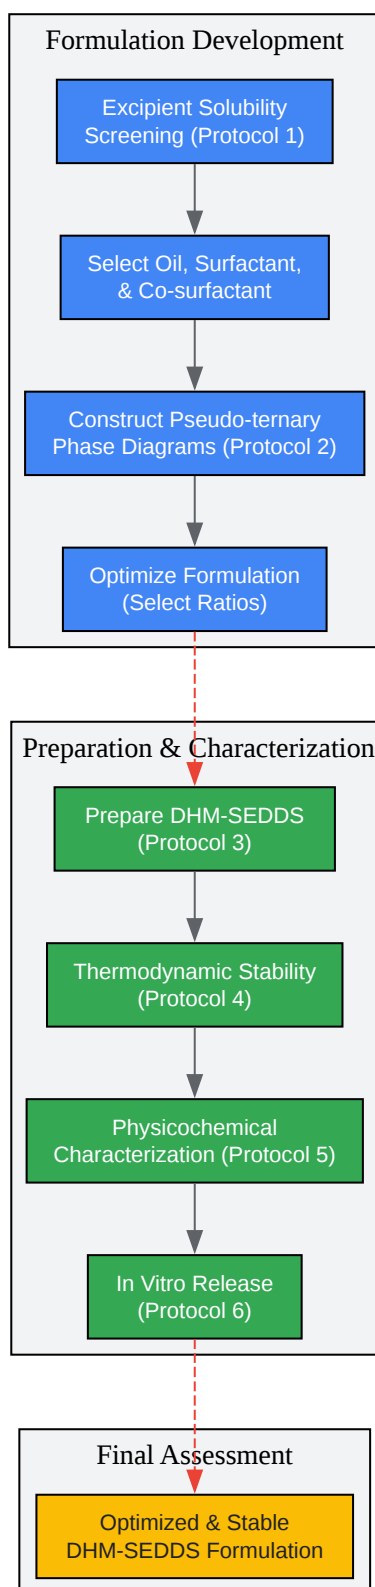 Formulation Development
Excipient Solubility
Screening (Protocol 1)
Select Oil, Surfactant,
& Co-surfactant
Construct Pseudo-ternary
Phase Diagrams (Protocol 2)
Optimize Formulation
(Select Ratios)
Preparation & Characterization
Prepare DHM-SEDDS
(Protocol 3)
Thermodynamic Stability
(Protocol 4)
Physicochemical
Characterization (Protocol 5)
In Vitro Release
(Protocol 6)
Final Assessment
Optimized & Stable
DHM-SEDDS Formulation